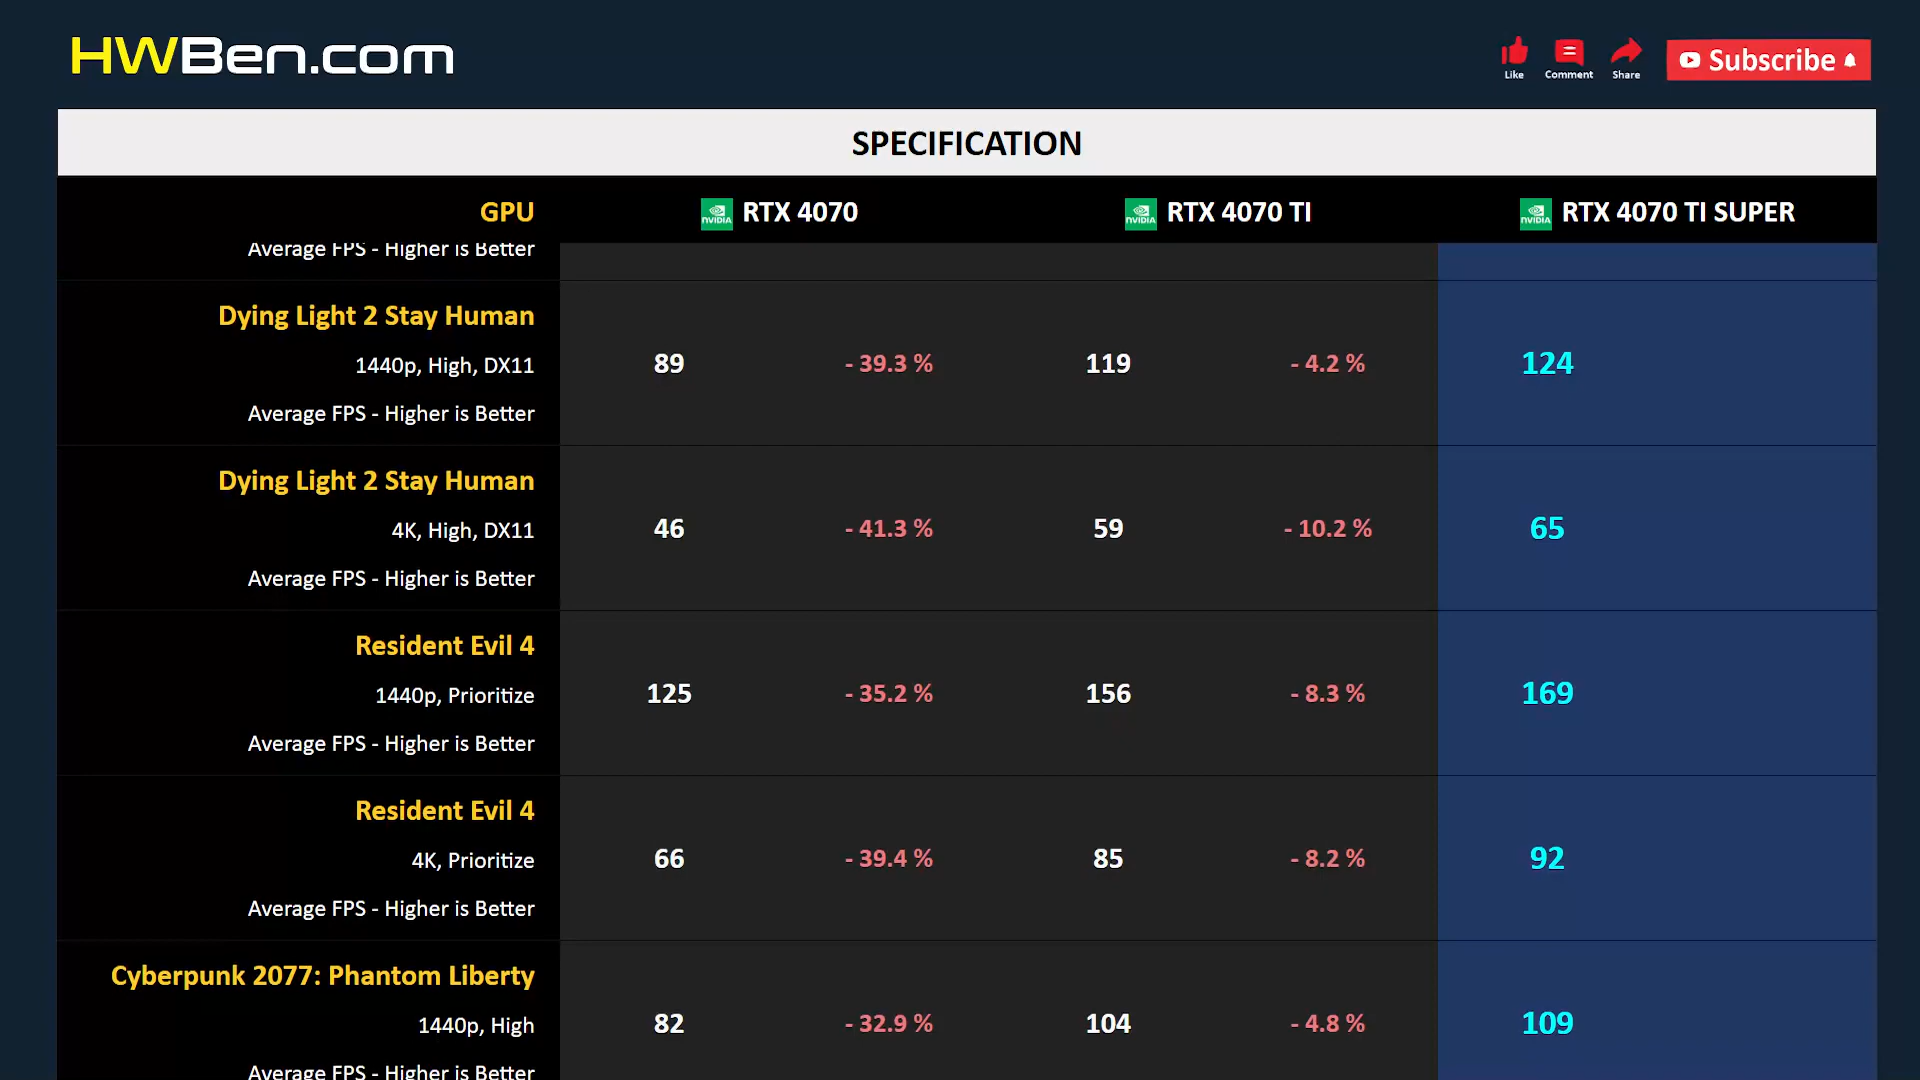 HWBen.com
Like Comment Share Subscribe
SPECIFICATION
GPU NVIDIA RTX 4070 NVIDIA RTX 4070 TI NVIDIA RTX 4070 TI SUPER
Average FPS - Higher is Better
Dying Light 2 Stay Human
1440p, High, DX11 89 - 39.3 % 119 - 4.2 % 124
Average FPS - Higher is Better
Dying Light 2 Stay Human
4K, High, DX11 46 - 41.3 % 59 - 10.2 % 65
Average FPS - Higher is Better
Resident Evil 4
1440p, Prioritize 125 - 35.2 % 156 - 8.3 % 169
Average FPS - Higher is Better
Resident Evil 4
4K, Prioritize 66 - 39.4 % 85 - 8.2 % 92
Average FPS - Higher is Better
Cyberpunk 2077: Phantom Liberty
1440p, High 82 - 32.9 % 104 - 4.8 % 109
Average FPS - Higher is Better